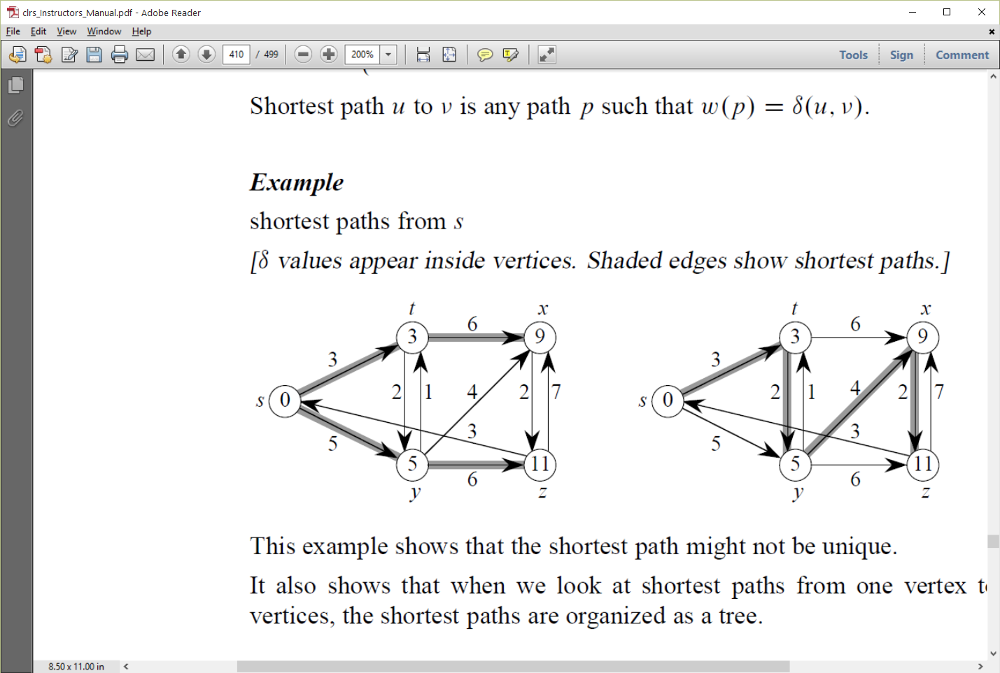 clrs_Instructors_Manual.pdf - Adobe Reader
File Edit View Window Help
410 / 499 200% Tools Sign Comment
Shortest path u to v is any path p such that w(p) = δ(u, v).
Example
shortest paths from s
[δ values appear inside vertices. Shaded edges show shortest paths.]
t x t x
3 6 9 3 6 9
3 3
s 0 2 1 4 2 7 s 0 2 1 4 2 7
5 3 5 3
5 6 11 5 6 11
y z y z
This example shows that the shortest path might not be unique.
It also shows that when we look at shortest paths from one vertex
vertices, the shortest paths are organized as a tree.
8.50 x 11.00 in